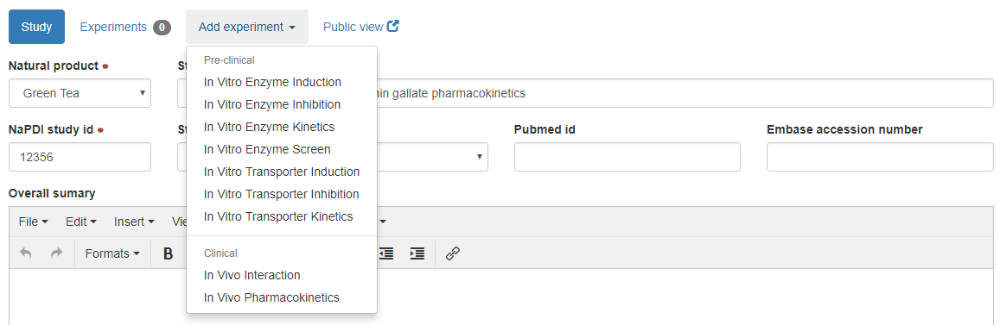 Study Experiments 0 Add experiment Public view
Pre-clinical
Natural product * St
In Vitro Enzyme Induction
Green Tea hin gallate pharmacokinetics
In Vitro Enzyme Inhibition
In Vitro Enzyme Kinetics
NaPDI study id * St Pubmed id Embase accession number
In Vitro Enzyme Screen
12356
In Vitro Transporter Induction
In Vitro Transporter Inhibition
Overall sumary
In Vitro Transporter Kinetics
File Edit Insert Vie
Clinical
Formats B
In Vivo Interaction
In Vivo Pharmacokinetics